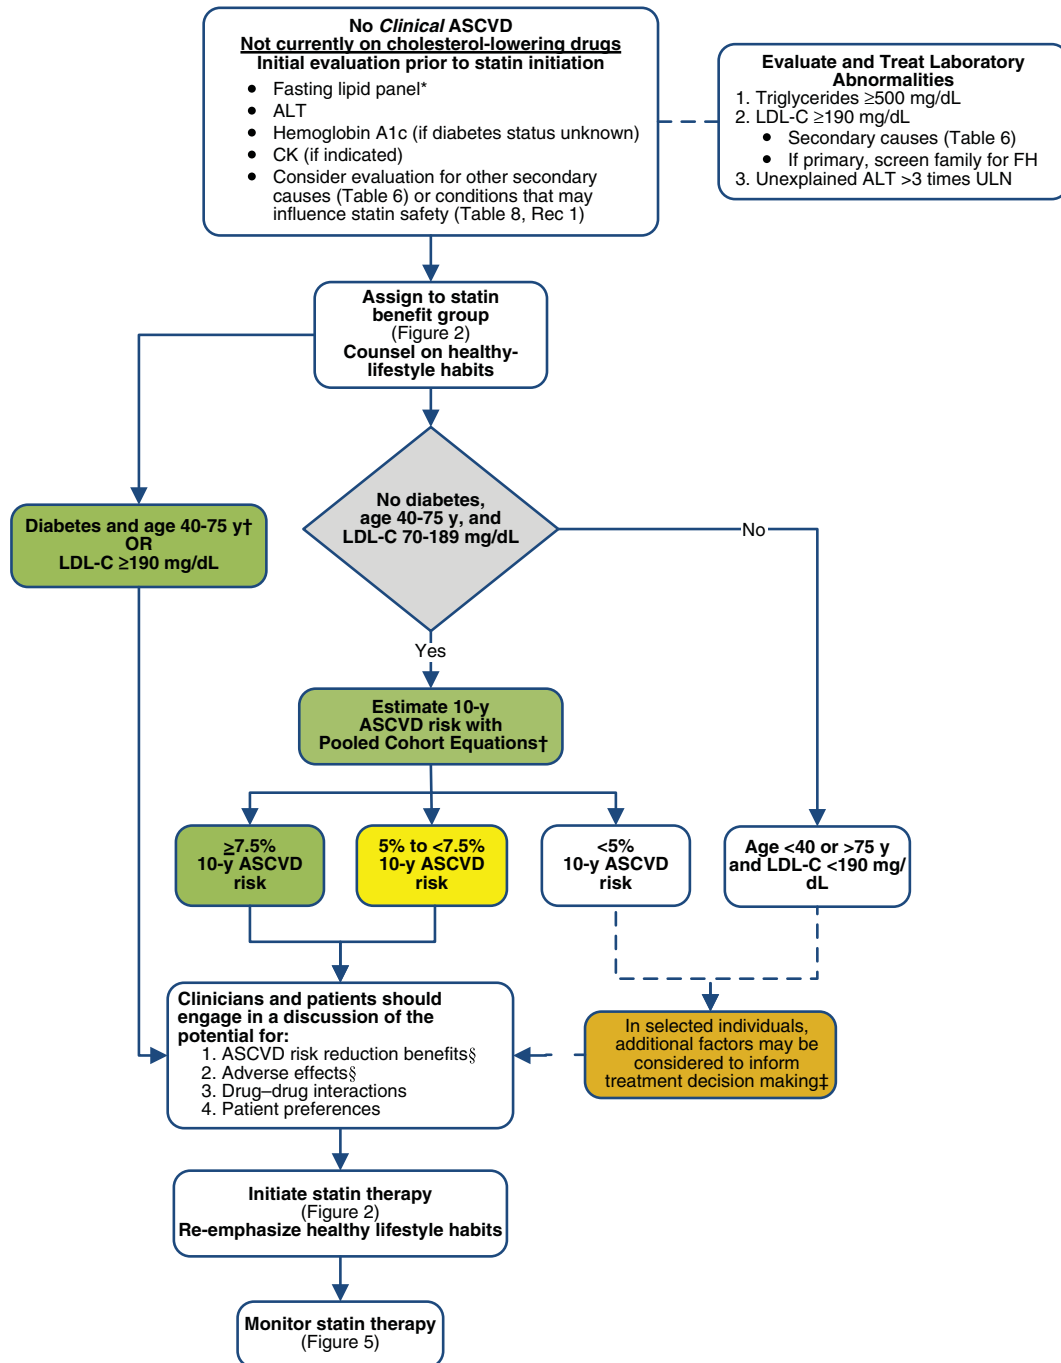 No Clinical ASCVD
Not currently on cholesterol-lowering drugs
Initial evaluation prior to statin initiation
• Fasting lipid panel*
• ALT
• Hemoglobin A1c (if diabetes status unknown)
• CK (if indicated)
• Consider evaluation for other secondary
causes (Table 6) or conditions that may
influence statin safety (Table 8, Rec 1)
Evaluate and Treat Laboratory
Abnormalities
1. Triglycerides ≥500 mg/dL
2. LDL-C ≥190 mg/dL
• Secondary causes (Table 6)
• If primary, screen family for FH
3. Unexplained ALT >3 times ULN
Assign to statin
benefit group
(Figure 2)
Counsel on healthy-
lifestyle habits
Diabetes and age 40-75 y†
OR
LDL-C ≥190 mg/dL
No diabetes,
age 40-75 y, and
LDL-C 70-189 mg/dL
No
Yes
Estimate 10-y
ASCVD risk with
Pooled Cohort Equations†
≥7.5%
10-y ASCVD
risk
5% to <7.5%
10-y ASCVD
risk
<5%
10-y ASCVD
risk
Age <40 or >75 y
and LDL-C <190 mg/
dL
Clinicians and patients should
engage in a discussion of the
potential for:
1. ASCVD risk reduction benefits§
2. Adverse effects§
3. Drug–drug interactions
4. Patient preferences
In selected individuals,
additional factors may be
considered to inform
treatment decision making‡
Initiate statin therapy
(Figure 2)
Re-emphasize healthy lifestyle habits
Monitor statin therapy
(Figure 5)